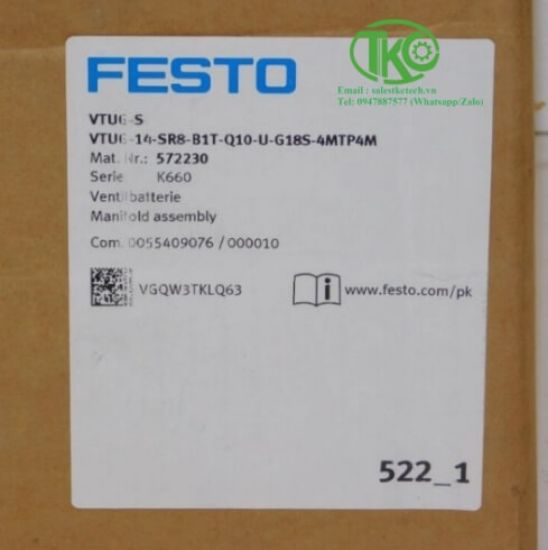 FESTO
TKC
Email : salestketech.vn
Tel: 0947887577 (Whatsapp/Zalo)
VTUG-S
VTUG-14-SR8-B1T-Q10-U-G18S-4MTP4M
Mat. Nr.: 572230
Serie K660
Ventilbatterie
Manifold assembly
Com. 0055409076 / 000010
VGQW3TKLQ63
www.festo.com/pk
522_1